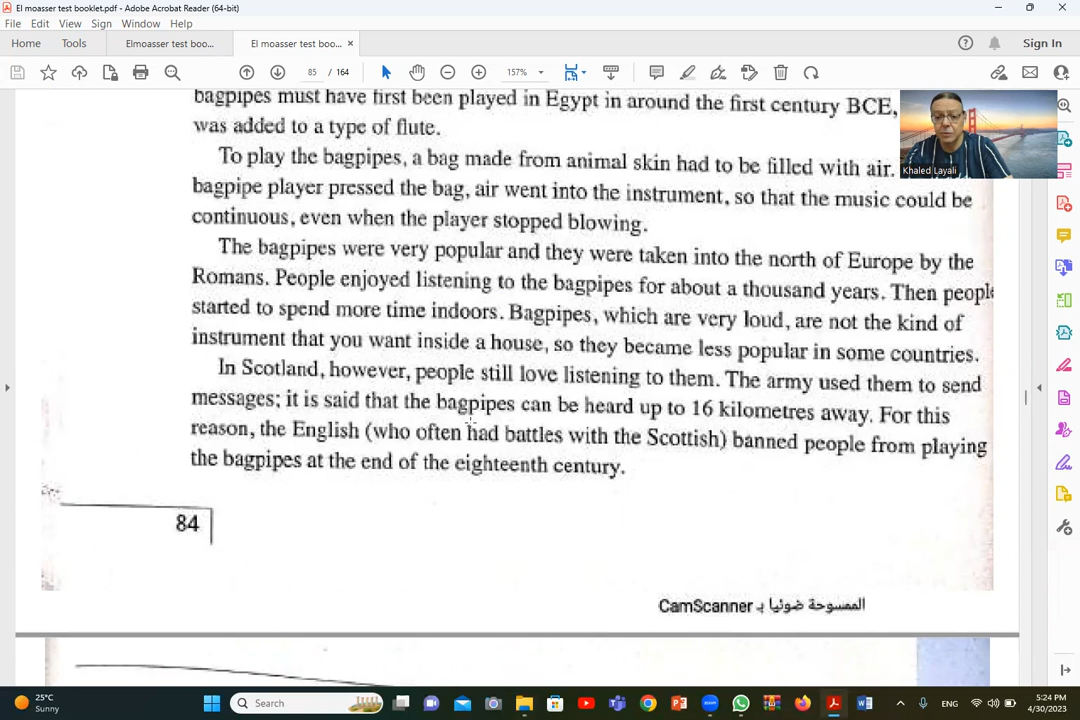 El moasser test booklet.pdf - Adobe Acrobat Reader (64-bit)
File Edit View Sign Window Help
Home Tools Elmoasser test boo... El moasser test boo... × Sign In
85 / 164 157%
bagpipes must have first been played in Egypt in around the first century BCE,
was added to a type of flute.
To play the bagpipes, a bag made from animal skin had to be filled with air.
Khaled Layali
bagpipe player pressed the bag, air went into the instrument, so that the music could be
continuous, even when the player stopped blowing.
The bagpipes were very popular and they were taken into the north of Europe by the
Romans. People enjoyed listening to the bagpipes for about a thousand years. Then people
started to spend more time indoors. Bagpipes, which are very loud, are not the kind of
instrument that you want inside a house, so they became less popular in some countries.
In Scotland, however, people still love listening to them. The army used them to send
messages; it is said that the bagpipes can be heard up to 16 kilometres away. For this
reason, the English (who often had battles with the Scottish) banned people from playing
the bagpipes at the end of the eighteenth century.
84
الممسوحة ضوئيا بـ CamScanner
25°C
Sunny
Search
ENG
5:24 PM
4/30/2023